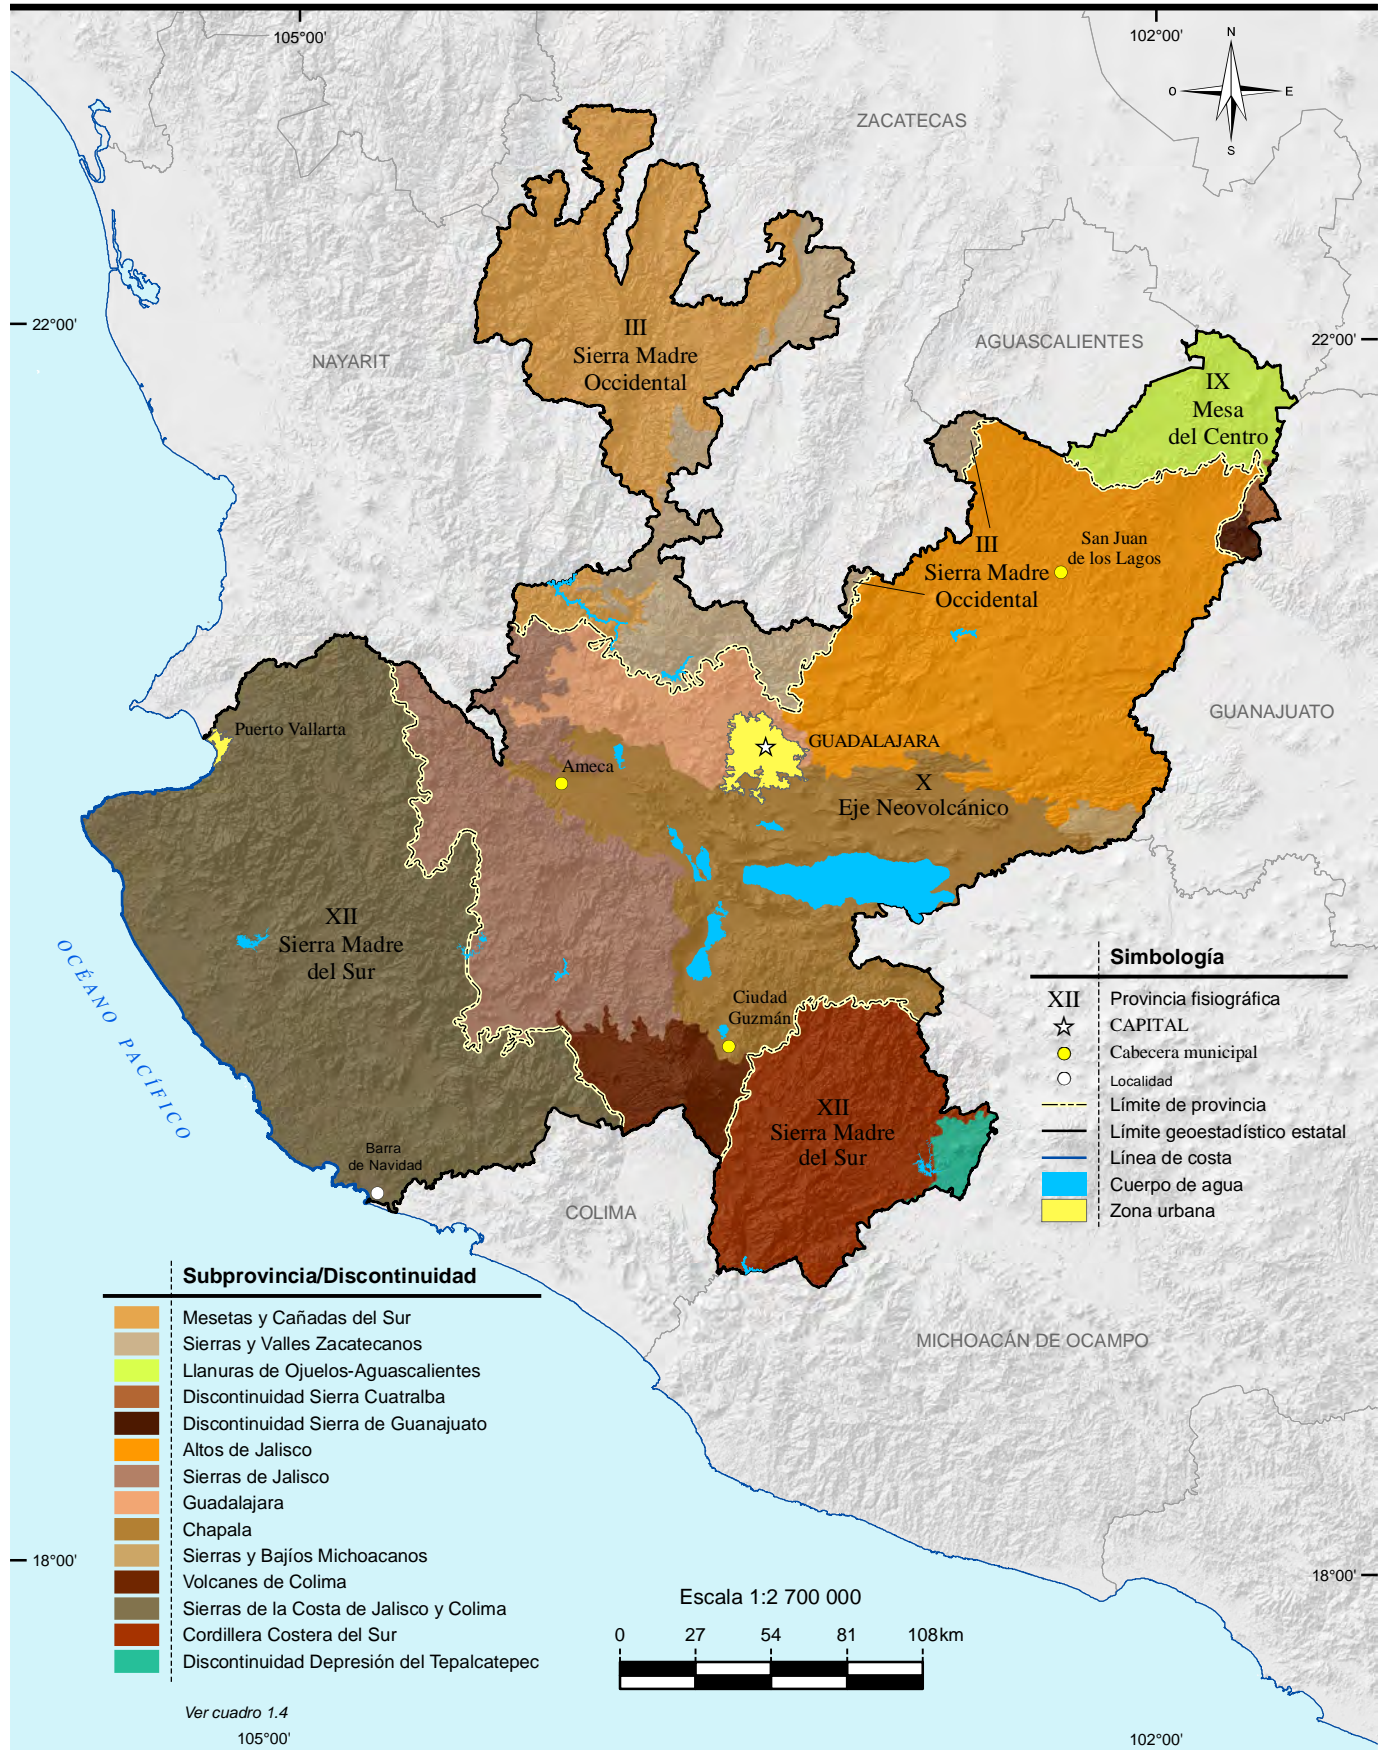 105°00'
102°00'
N
O
E
S
ZACATECAS
22°00'
22°00'
NAYARIT
AGUASCALIENTES
III
Sierra Madre
Occidental
IX
Mesa
del Centro
San Juan
de los Lagos
III
Sierra Madre
Occidental
GUANAJUATO
Puerto Vallarta
GUADALAJARA
Ameca
X
Eje Neovolcánico
XII
Sierra Madre
del Sur
OCÉANO PACÍFICO
Ciudad
Guzmán
XII
Sierra Madre
del Sur
Barra
de Navidad
COLIMA
MICHOACÁN DE OCAMPO
Simbología
XII Provincia fisiográfica
CAPITAL
Cabecera municipal
Localidad
Límite de provincia
Límite geoestadístico estatal
Línea de costa
Cuerpo de agua
Zona urbana
Subprovincia/Discontinuidad
Mesetas y Cañadas del Sur
Sierras y Valles Zacatecanos
Llanuras de Ojuelos-Aguascalientes
Discontinuidad Sierra Cuatralba
Discontinuidad Sierra de Guanajuato
Altos de Jalisco
Sierras de Jalisco
Guadalajara
Chapala
Sierras y Bajíos Michoacanos
Volcanes de Colima
Sierras de la Costa de Jalisco y Colima
Cordillera Costera del Sur
Discontinuidad Depresión del Tepalcatepec
18°00'
18°00'
Escala 1:2 700 000
0 27 54 81 108km
Ver cuadro 1.4
105°00'
102°00'